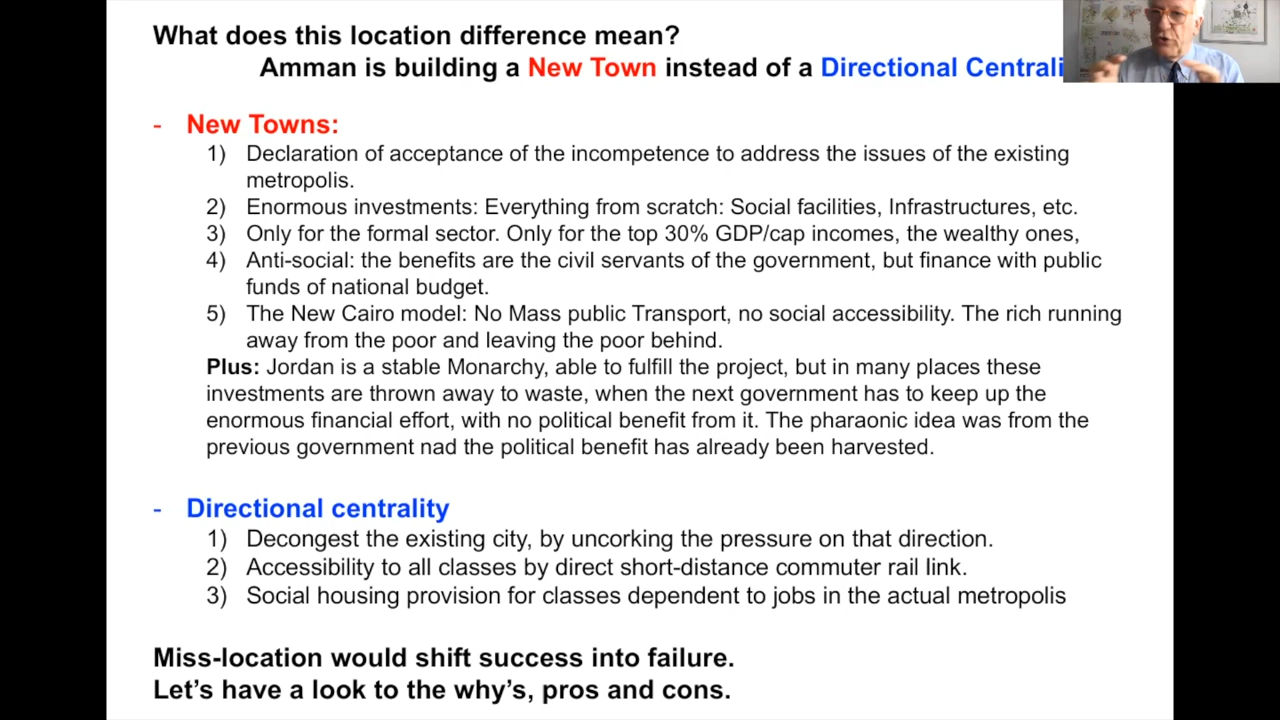 What does this location difference mean?
Amman is building a New Town instead of a Directional Centrali
- New Towns:
1) Declaration of acceptance of the incompetence to address the issues of the existing
metropolis.
2) Enormous investments: Everything from scratch: Social facilities, Infrastructures, etc.
3) Only for the formal sector. Only for the top 30% GDP/cap incomes, the wealthy ones,
4) Anti-social: the benefits are the civil servants of the government, but finance with public
funds of national budget.
5) The New Cairo model: No Mass public Transport, no social accessibility. The rich running
away from the poor and leaving the poor behind.
Plus: Jordan is a stable Monarchy, able to fulfill the project, but in many places these
investments are thrown away to waste, when the next government has to keep up the
enormous financial effort, with no political benefit from it. The pharaonic idea was from the
previous government nad the political benefit has already been harvested.
- Directional centrality
1) Decongest the existing city, by uncorking the pressure on that direction.
2) Accessibility to all classes by direct short-distance commuter rail link.
3) Social housing provision for classes dependent to jobs in the actual metropolis
Miss-location would shift success into failure.
Let's have a look to the why's, pros and cons.